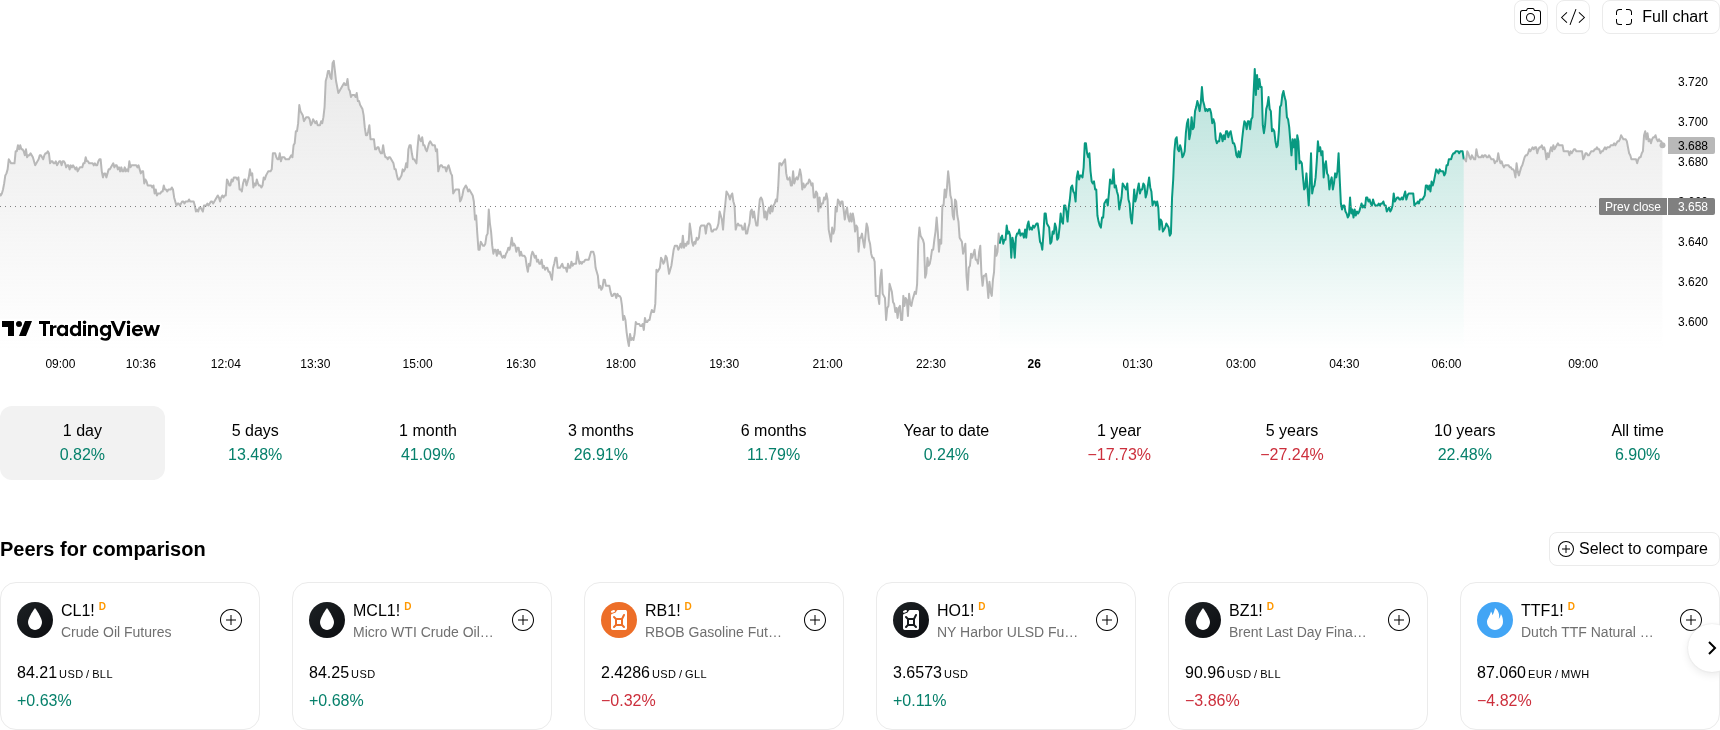 Full chart
3.720
3.700
3.688
3.680
Prev close 3.658
3.640
3.620
3.600
TradingView
09:00 10:36 12:04 13:30 15:00 16:30 18:00 19:30 21:00 22:30 26 01:30 03:00 04:30 06:00 09:00
1 day 5 days 1 month 3 months 6 months Year to date 1 year 5 years 10 years All time
0.82% 13.48% 41.09% 26.91% 11.79% 0.24% −17.73% −27.24% 22.48% 6.90%
Peers for comparison
Select to compare
CL1! D
Crude Oil Futures
84.21 USD / BLL
+0.63%
MCL1! D
Micro WTI Crude Oil…
84.25 USD
+0.68%
RB1! D
RBOB Gasoline Fut…
2.4286 USD / GLL
−0.32%
HO1! D
NY Harbor ULSD Fu…
3.6573 USD
+0.11%
BZ1! D
Brent Last Day Fina…
90.96 USD / BLL
−3.86%
TTF1! D
Dutch TTF Natural …
87.060 EUR / MWH
−4.82%